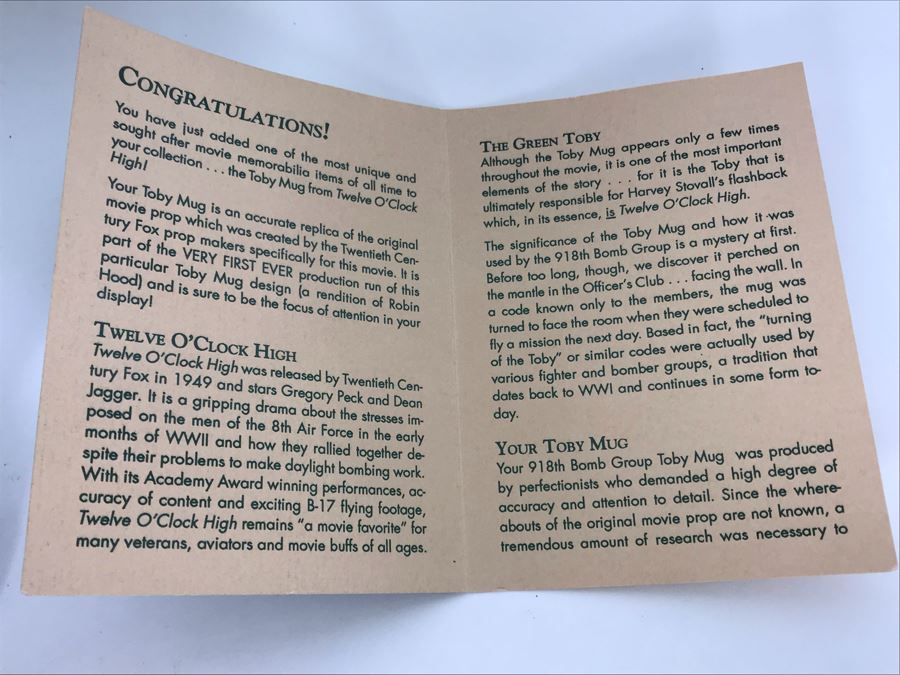 CONGRATULATIONS!
You have just added one of the most unique and
sought after movie memorabilia items of all time to
your collection . . . the Toby Mug from Twelve O'Clock
High!
Your Toby Mug is an accurate replica of the original
movie prop which was created by the Twentieth Cen-
tury Fox prop makers specifically for this movie. It is
part of the VERY FIRST EVER production run of this
particular Toby Mug design (a rendition of Robin
Hood) and is sure to be the focus of attention in your
display!
TWELVE O'CLOCK HIGH
Twelve O'Clock High was released by Twentieth Cen-
tury Fox in 1949 and stars Gregory Peck and Dean
Jagger. It is a gripping drama about the stresses im-
posed on the men of the 8th Air Force in the early
months of WWII and how they rallied together de-
spite their problems to make daylight bombing work.
With its Academy Award winning performances, ac-
curacy of content and exciting B-17 flying footage,
Twelve O'Clock High remains "a movie favorite" for
many veterans, aviators and movie buffs of all ages.
THE GREEN TOBY
Although the Toby Mug appears only a few times
throughout the movie, it is one of the most important
elements of the story . . . for it is the Toby that is
ultimately responsible for Harvey Stovall's flashback
which, in its essence, is Twelve O'Clock High.
The significance of the Toby Mug and how it was
used by the 918th Bomb Group is a mystery at first.
Before too long, though, we discover it perched on
the mantle in the Officer's Club . . . facing the wall. In
a code known only to the members, the mug was
turned to face the room when they were scheduled to
fly a mission the next day. Based in fact, the "turning
of the Toby" or similar codes were actually used by
various fighter and bomber groups, a tradition that
dates back to WWI and continues in some form to-
day.
YOUR TOBY MUG
Your 918th Bomb Group Toby Mug was produced
by perfectionists who demanded a high degree of
accuracy and attention to detail. Since the where-
abouts of the original movie prop are not known, a
tremendous amount of research was necessary to